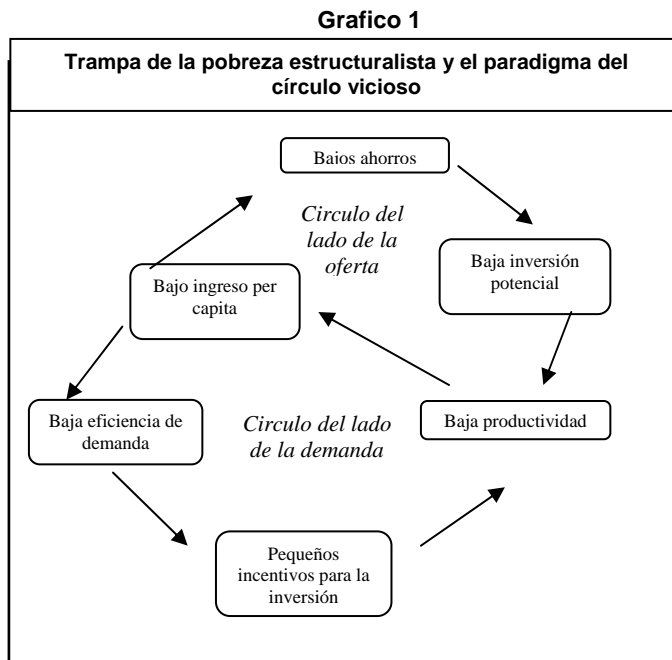 Grafico 1
Trampa de la pobreza estructuralista y el paradigma del
círculo vicioso
Baios ahorros
Circulo del
lado de la
oferta
Baja inversión
potencial
Bajo ingreso per
capita
Baja eficiencia de
demanda
Circulo del lado
de la demanda
Baja productividad
Pequeños
incentivos para la
inversión